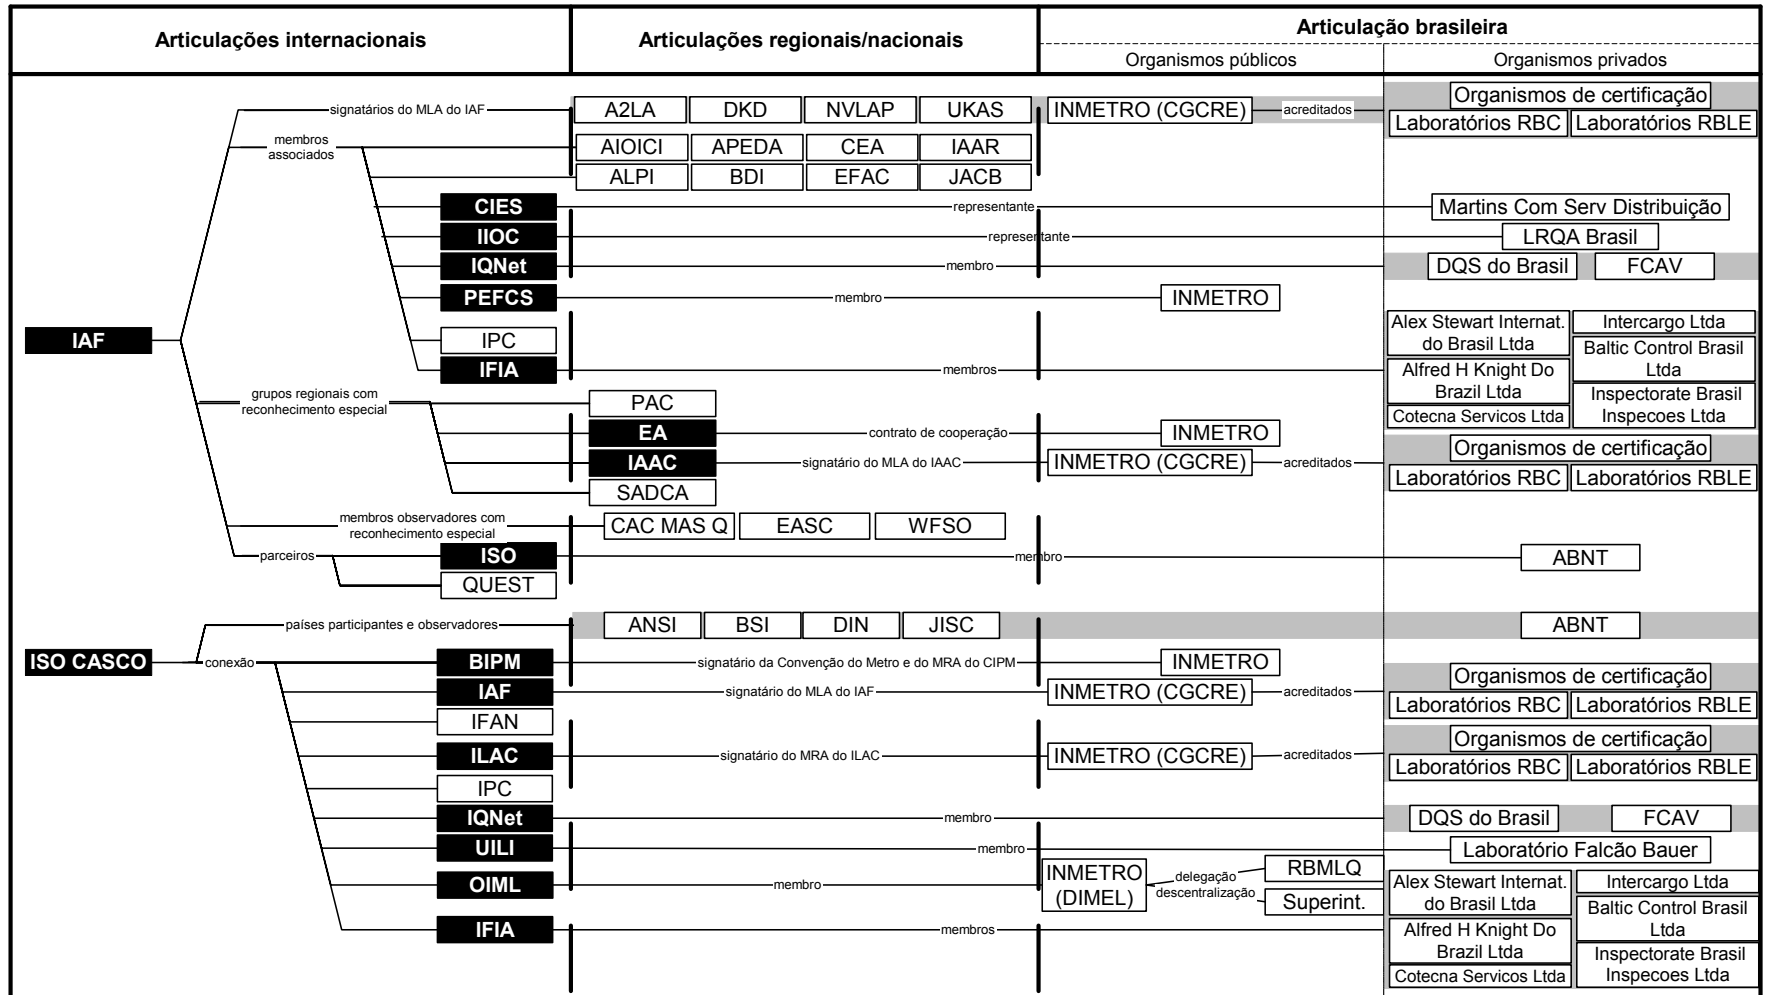 Articulações internacionais
Articulações regionais/nacionais
Articulação brasileira
Organismos públicos
Organismos privados
IAF
signatários do MLA do IAF
A2LA
DKD
NVLAP
UKAS
INMETRO (CGCRE)
acreditados
Organismos de certificação
Laboratórios RBC
Laboratórios RBLE
membros
associados
AIOICI
APEDA
CEA
IAAR
ALPI
BDI
EFAC
JACB
CIES
representante
Martins Com Serv Distribuição
IIOC
representante
LRQA Brasil
IQNet
membro
DQS do Brasil
FCAV
PEFCS
membro
INMETRO
IPC
IFIA
membros
Alex Stewart Internat.
do Brasil Ltda
Intercargo Ltda
Baltic Control Brasil
Ltda
Alfred H Knight Do
Brazil Ltda
Inspectorate Brasil
Inspecoes Ltda
Cotecna Servicos Ltda
grupos regionais com
reconhecimento especial
PAC
EA
contrato de cooperação
INMETRO
IAAC
signatário do MLA do IAAC
INMETRO (CGCRE)
acreditados
Organismos de certificação
Laboratórios RBC
Laboratórios RBLE
SADCA
membros observadores com
reconhecimento especial
CAC MAS Q
EASC
WFSO
parceiros
ISO
membro
ABNT
QUEST
ISO CASCO
países participantes e observadores
ANSI
BSI
DIN
JISC
ABNT
conexão
BIPM
signatário da Convenção do Metro e do MRA do CIPM
INMETRO
IAF
signatário do MLA do IAF
INMETRO (CGCRE)
acreditados
Organismos de certificação
Laboratórios RBC
Laboratórios RBLE
IFAN
ILAC
signatário do MRA do ILAC
INMETRO (CGCRE)
acreditados
Organismos de certificação
Laboratórios RBC
Laboratórios RBLE
IPC
IQNet
membro
DQS do Brasil
FCAV
UILI
membro
Laboratório Falcão Bauer
OIML
membro
INMETRO
(DIMEL)
delegação
descentralização
RBMLQ
Superint.
IFIA
membros
Alex Stewart Internat.
do Brasil Ltda
Intercargo Ltda
Baltic Control Brasil
Ltda
Alfred H Knight Do
Brazil Ltda
Inspectorate Brasil
Inspecoes Ltda
Cotecna Servicos Ltda